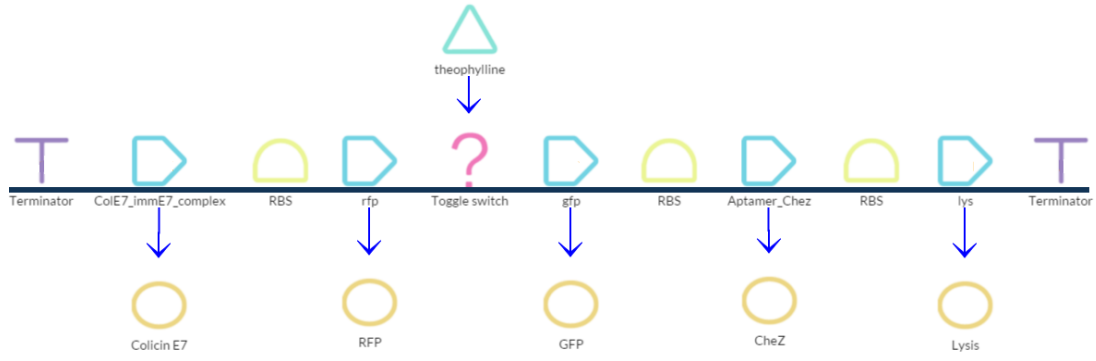 theophylline
?
Terminator ColE7_immE7_complex RBS rfp Toggle switch gfp RBS Aptamer_Chez RBS lys Terminator
Colicin E7 RFP GFP CheZ Lysis